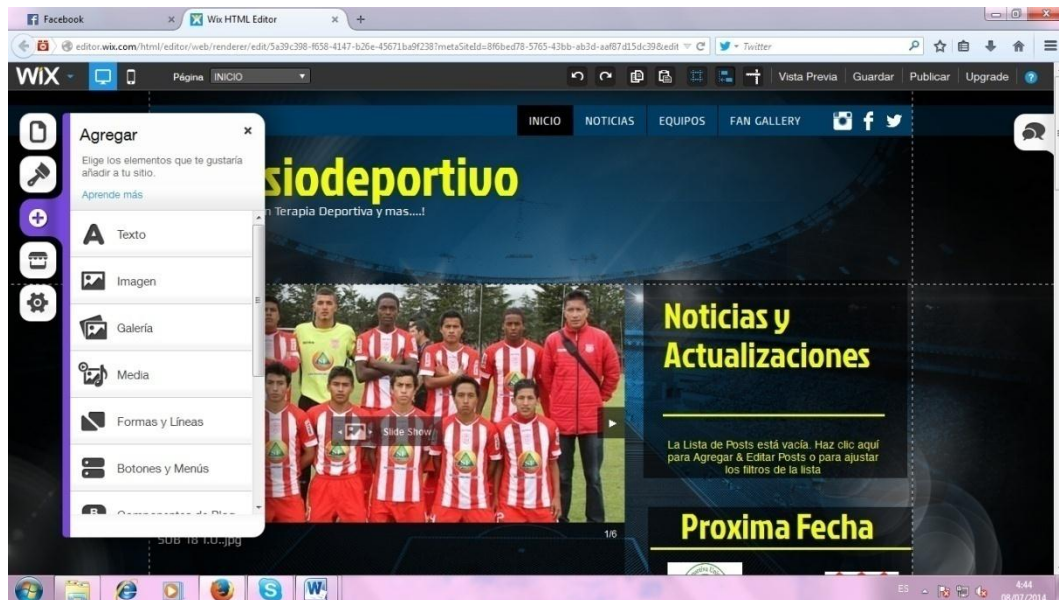 Facebook
Wix HTML Editor
editor.wix.com/html/editor/web/renderer/edit/5a39c398-f658-4147-b26e-45671ba9f238?metaSiteId=8f6bed78-5765-43bb-ab3d-aaf87d15dc39&edit
Twitter
WiX
Página INICIO
Vista Previa Guardar Publicar Upgrade ?
INICIO NOTICIAS EQUIPOS FAN GALLERY
Agregar
Elige los elementos que te gustaría
añadir a tu sitio.
Aprende más
Texto
Imagen
Galería
Media
Formas y Líneas
Botones y Menús
siodeportivo
Terapia Deportiva y mas....!
Slide Show
1/6
SUB 18 T.U..jpg
Noticias y
Actualizaciones
La Lista de Posts está vacía. Haz clic aquí
para Agregar & Editar Posts o para ajustar
los filtros de la lista
Proxima Fecha
ES
4:44
08/07/2014